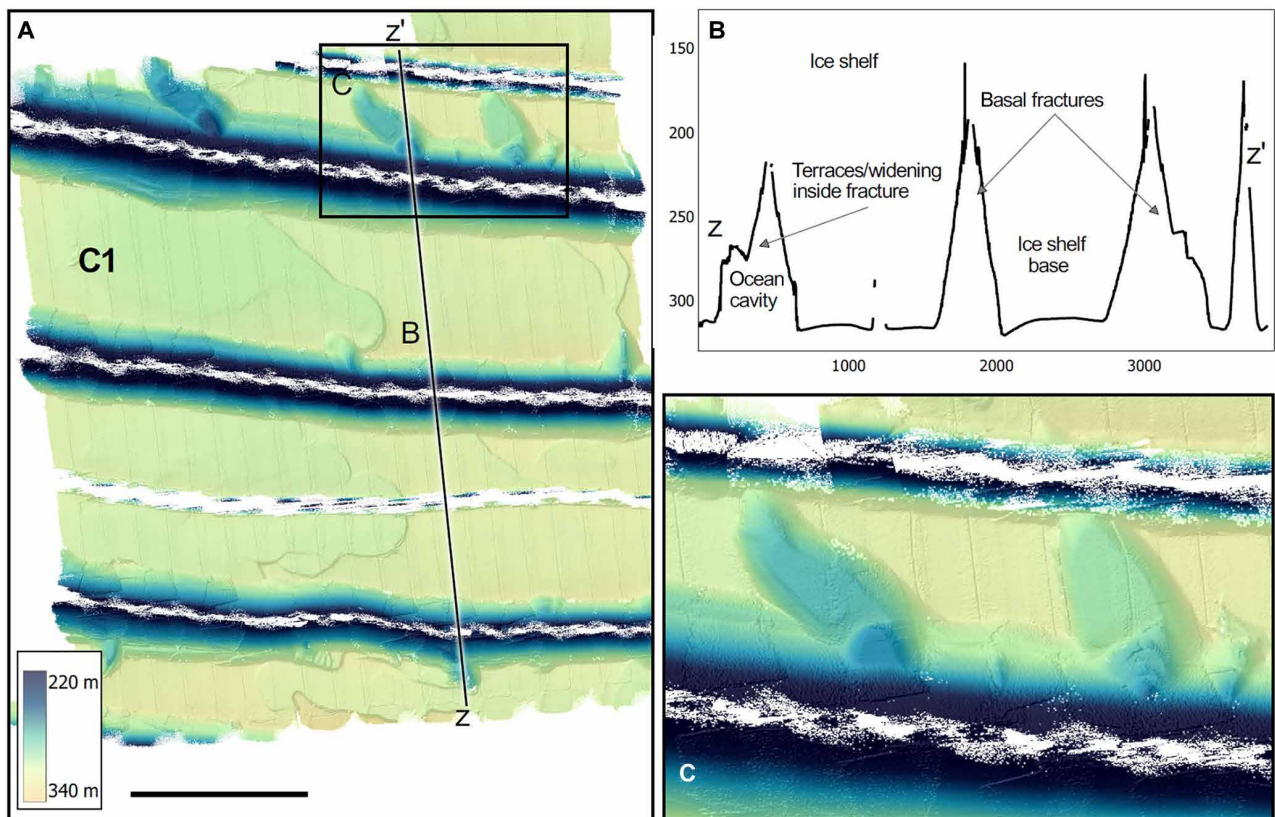 A
z'
C
C1
B
z
220 m
340 m
B
150
200
250
300
Ice shelf
Basal fractures
Terraces/widening
inside fracture
z
z'
Ocean
cavity
Ice shelf
base
1000
2000
3000
C